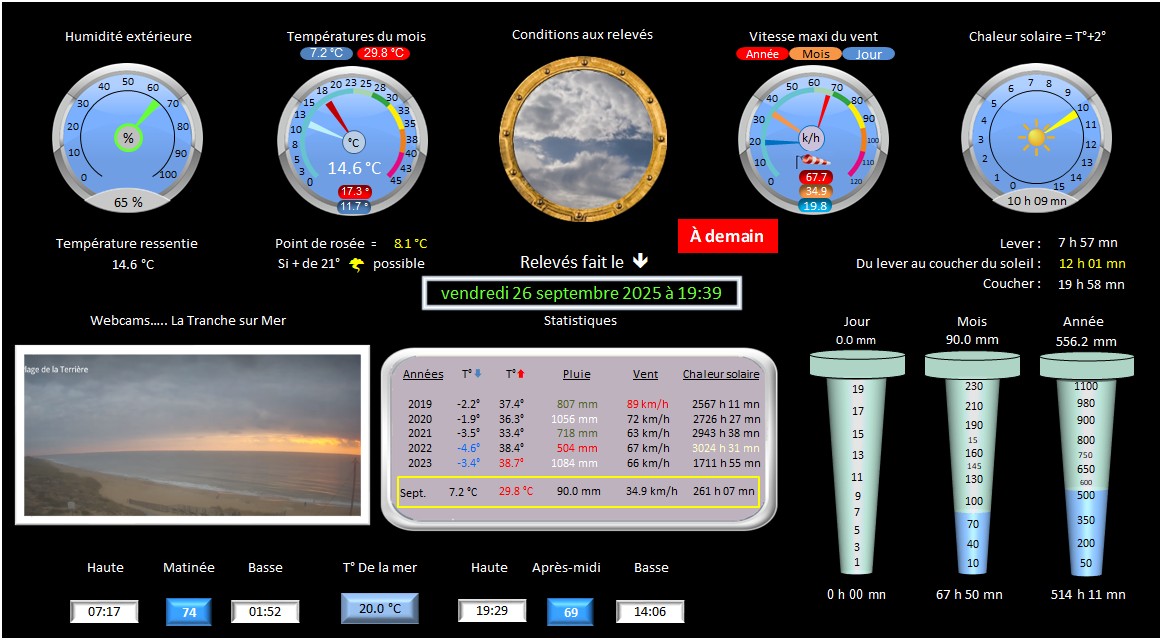 Humidité extérieure
Températures du mois
7.2 °C 29.8 °C
Conditions aux relevés
Vitesse maxi du vent
Année Mois Jour
Chaleur solaire = T°+2°
0 10 20 30 40 50 60 70 80 90 100
%
65 %
0 3 5 8 10 13 15 18 20 23 25 28 30 33 35 38 40 43 45
°C
14.6 °C
17.3 °
11.7 °
0 10 20 30 40 50 60 70 80 90 100 110 120
k/h
67.7
34.9
19.8
0 1 2 3 4 5 6 7 8 9 10 11 12 13 14 15
10 h 09 mn
Température ressentie
14.6 °C
Point de rosée = 8.1 °C
Si + de 21° possible
À demain
Relevés fait le
vendredi 26 septembre 2025 à 19:39
Lever : 7 h 57 mn
Du lever au coucher du soleil : 12 h 01 mn
Coucher : 19 h 58 mn
Webcams..... La Tranche sur Mer
lage de la Terrière
Statistiques
Années T° T° Pluie Vent Chaleur solaire
2019 -2.2° 37.4° 807 mm 89 km/h 2567 h 11 mn
2020 -1.9° 36.3° 1056 mm 72 km/h 2726 h 27 mn
2021 -3.5° 33.4° 718 mm 63 km/h 2943 h 38 mn
2022 -4.6° 38.4° 504 mm 67 km/h 3024 h 31 mn
2023 -3.4° 38.7° 1084 mm 66 km/h 1711 h 55 mn
Sept. 7.2 °C 29.8 °C 90.0 mm 34.9 km/h 261 h 07 mn
Jour
0.0 mm
19
17
15
13
11
9
7
5
3
1
0 h 00 mn
Mois
90.0 mm
230
210
190
15
160
145
130
100
70
40
10
67 h 50 mn
Année
556.2 mm
1100
980
900
800
750
650
600
500
350
200
50
514 h 11 mn
Haute Matinée Basse
07:17 74 01:52
T° De la mer
20.0 °C
Haute Après-midi Basse
19:29 69 14:06